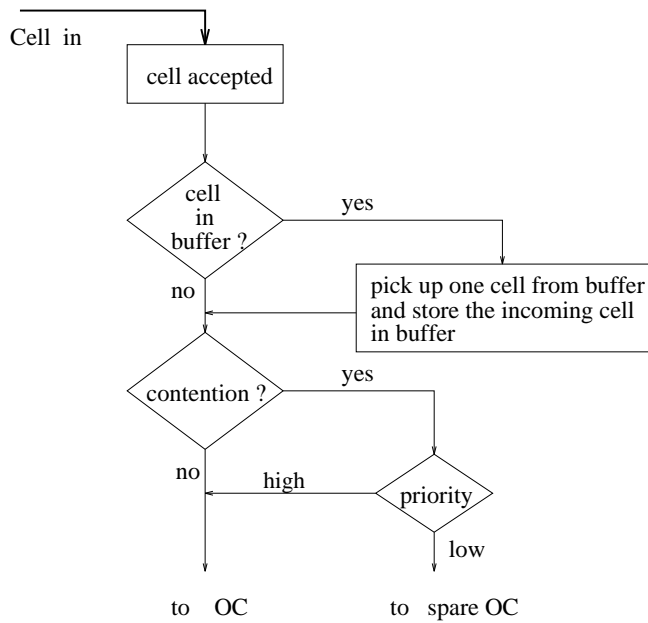 Cell in
cell accepted
cell
in
buffer ?
yes
no
pick up one cell from buffer
and store the incoming cell
in buffer
contention ?
yes
no
high
priority
low
to OC
to spare OC